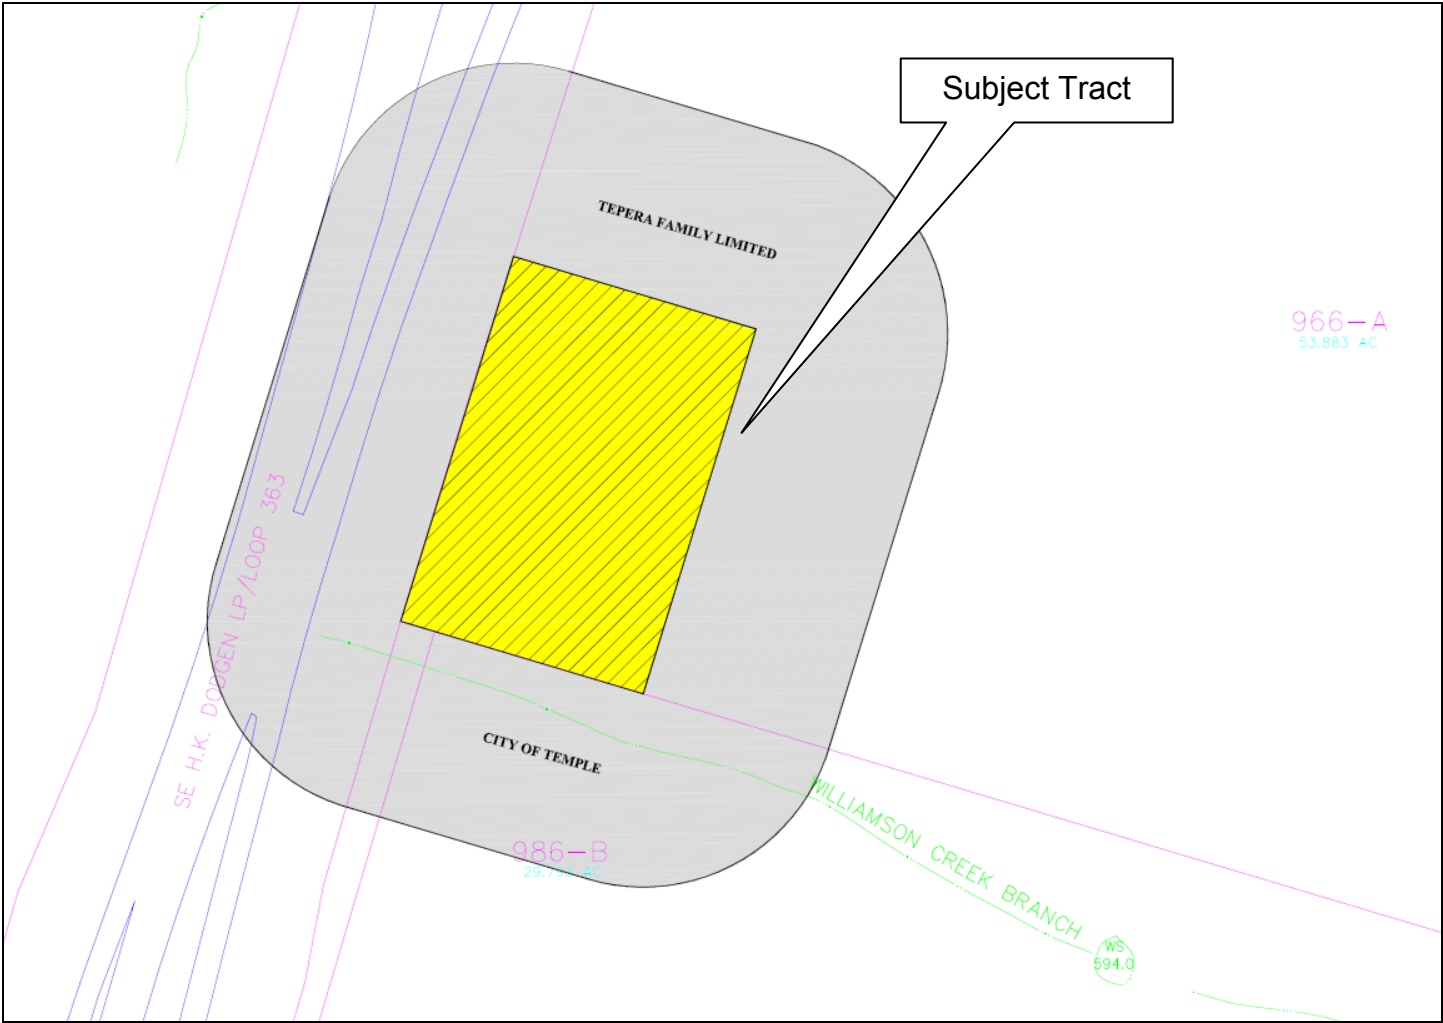 Subject Tract
TEPERA FAMILY LIMITED
966-A
53.883 AC
SE H.K. DODGEN LP/LOOP 363
CITY OF TEMPLE
WILLIAMSON CREEK BRANCH
986-B
AC
WS
594.0